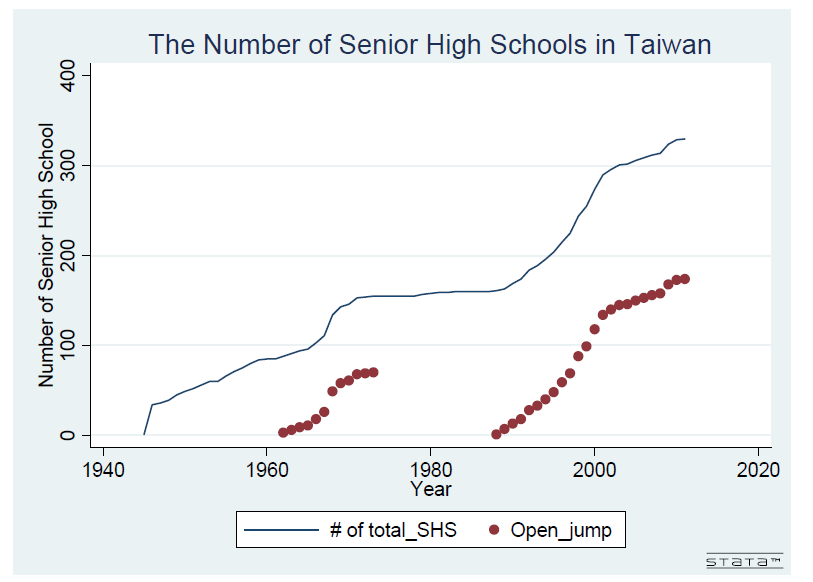 The Number of Senior High Schools in Taiwan
Number of Senior High School
400
300
200
100
0
1940 1960 1980 2000 2020
Year
# of total_SHS Open_jump
STATA™